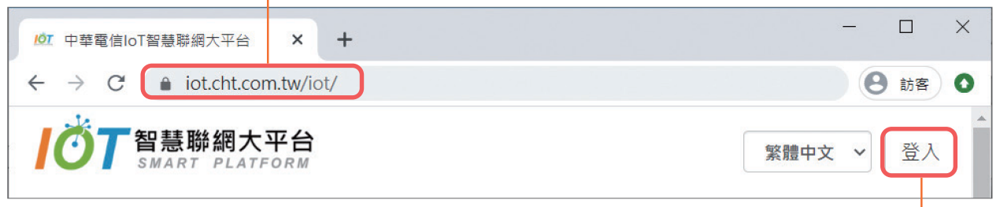 IOT 中華電信IoT智慧聯網大平台
iot.cht.com.tw/iot/
訪客
IOT 智慧聯網大平台
SMART PLATFORM
繁體中文
登入